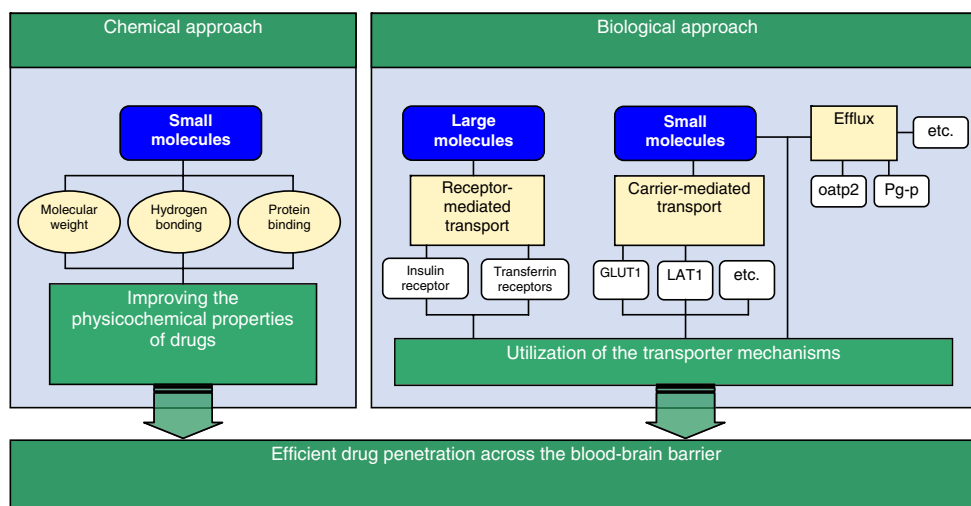 Chemical approach
Small
molecules
Molecular
weight
Hydrogen
bonding
Protein
binding
Improving the
physicochemical properties
of drugs
Biological approach
Large
molecules
Receptor-
mediated
transport
Insulin
receptor
Transferrin
receptors
Small
molecules
Carrier-mediated
transport
GLUT1
LAT1
etc.
Efflux
etc.
oatp2
Pg-p
Utilization of the transporter mechanisms
Efficient drug penetration across the blood-brain barrier